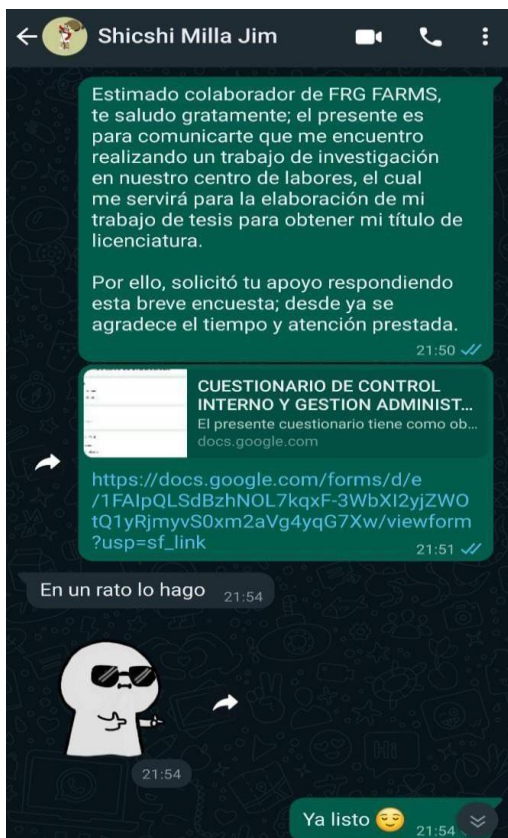 Shicshi Milla Jim
Estimado colaborador de FRG FARMS,
te saludo gratamente; el presente es
para comunicarte que me encuentro
realizando un trabajo de investigación
en nuestro centro de labores, el cual
me servirá para la elaboración de mi
trabajo de tesis para obtener mi título de
licenciatura.
Por ello, solicitó tu apoyo respondiendo
esta breve encuesta; desde ya se
agradece el tiempo y atención prestada.
21:50
CUESTIONARIO DE CONTROL
INTERNO Y GESTION ADMINIST...
El presente cuestionario tiene como ob...
docs.google.com
https://docs.google.com/forms/d/e
/1FAIpQLSdBzhNOL7kqxF-3WbXI2yjZWO
tQ1yRjmyvS0xm2aVg4yqG7Xw/viewform
?usp=sf_link
21:51
En un rato lo hago 21:54
21:54
Ya listo 😌 21:54